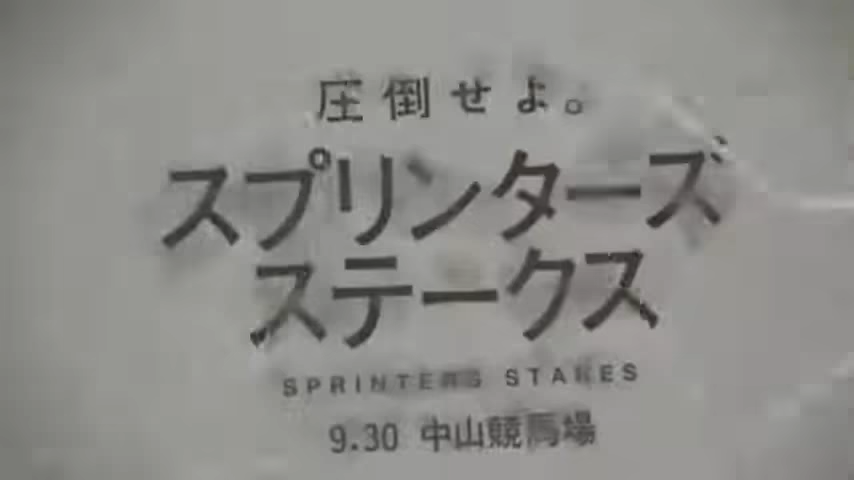 圧倒せよ。
スプリンターズ
ステークス
SPRINTERS STAKES
9.30 中山競馬場